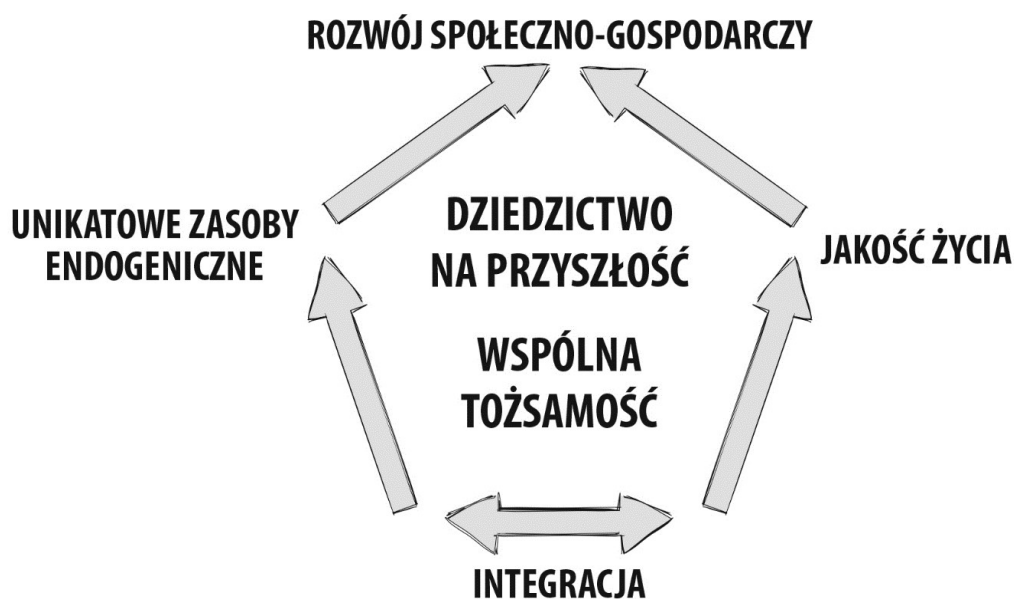 ROZWÓJ SPOŁECZNO-GOSPODARCZY
UNIKATOWE ZASOBY
ENDOGENICZNE
DZIEDZICTWO
NA PRZYSZŁOŚĆ
WSPÓLNA
TOŻSAMOŚĆ
JAKOŚĆ ŻYCIA
INTEGRACJA